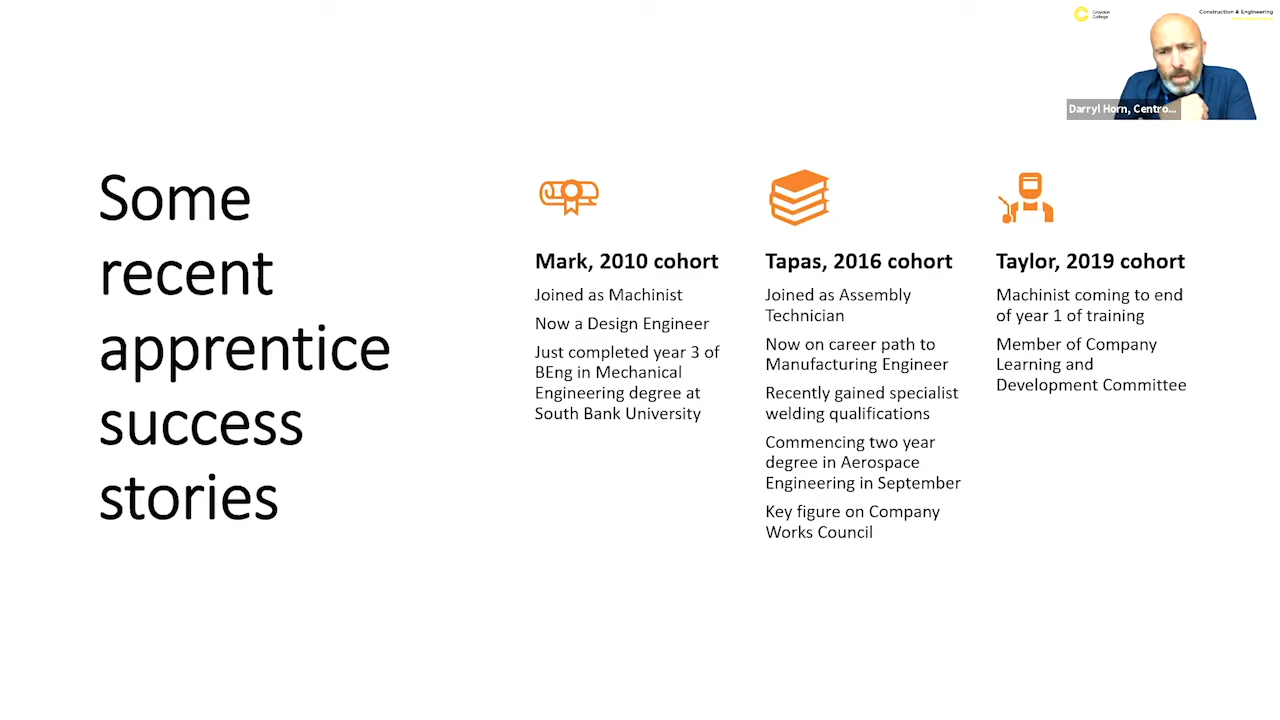 Croydon
College
Construction & Engineering
Darryl Horn, Centro...
Some
recent
apprentice
success
stories
Mark, 2010 cohort
Joined as Machinist
Now a Design Engineer
Just completed year 3 of
BEng in Mechanical
Engineering degree at
South Bank University
Tapas, 2016 cohort
Joined as Assembly
Technician
Now on career path to
Manufacturing Engineer
Recently gained specialist
welding qualifications
Commencing two year
degree in Aerospace
Engineering in September
Key figure on Company
Works Council
Taylor, 2019 cohort
Machinist coming to end
of year 1 of training
Member of Company
Learning and
Development Committee